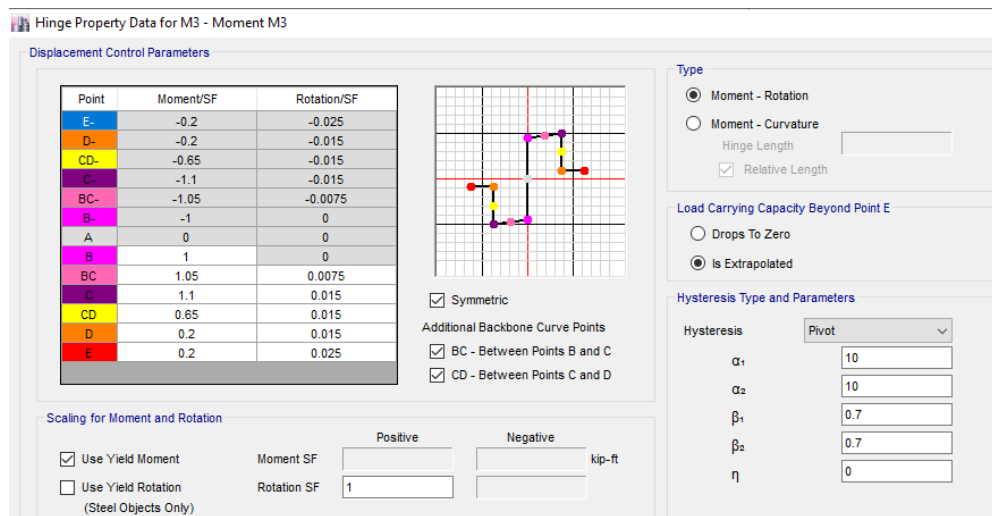 Hinge Property Data for M3 - Moment M3
Displacement Control Parameters
Point Moment/SF Rotation/SF
E- -0.2 -0.025
D- -0.2 -0.015
CD- -0.65 -0.015
C- -1.1 -0.015
BC- -1.05 -0.0075
B- -1 0
A 0 0
B 1 0
BC 1.05 0.0075
C 1.1 0.015
CD 0.65 0.015
D 0.2 0.015
E 0.2 0.025
Symmetric
Additional Backbone Curve Points
BC - Between Points B and C
CD - Between Points C and D
Scaling for Moment and Rotation
Positive Negative
Use Yield Moment Moment SF kip-ft
Use Yield Rotation Rotation SF 1
(Steel Objects Only)
Type
Moment - Rotation
Moment - Curvature
Hinge Length
Relative Length
Load Carrying Capacity Beyond Point E
Drops To Zero
Is Extrapolated
Hysteresis Type and Parameters
Hysteresis Pivot
α₁ 10
α₂ 10
β₁ 0.7
β₂ 0.7
η 0